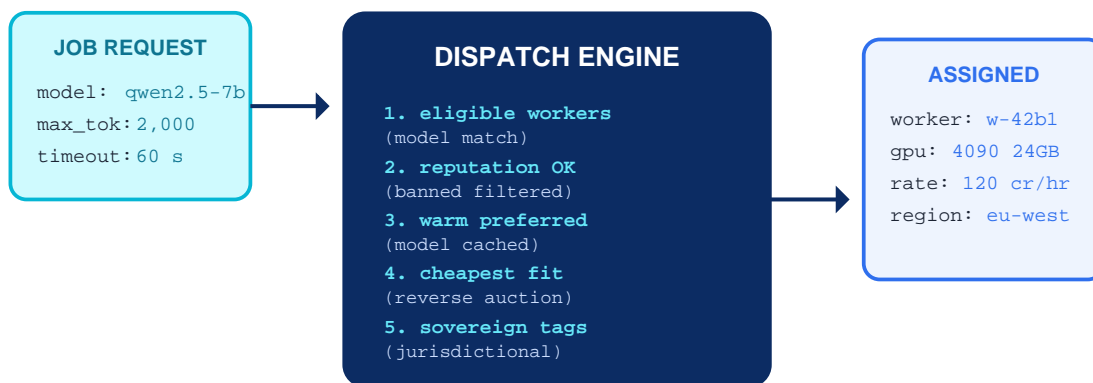 JOB REQUEST
model: qwen2.5-7b
max_tok: 2,000
timeout: 60 s
DISPATCH ENGINE
1. eligible workers
(model match)
2. reputation OK
(banned filtered)
3. warm preferred
(model cached)
4. cheapest fit
(reverse auction)
5. sovereign tags
(jurisdictional)
ASSIGNED
worker: w-42b1
gpu: 4090 24GB
rate: 120 cr/hr
region: eu-west